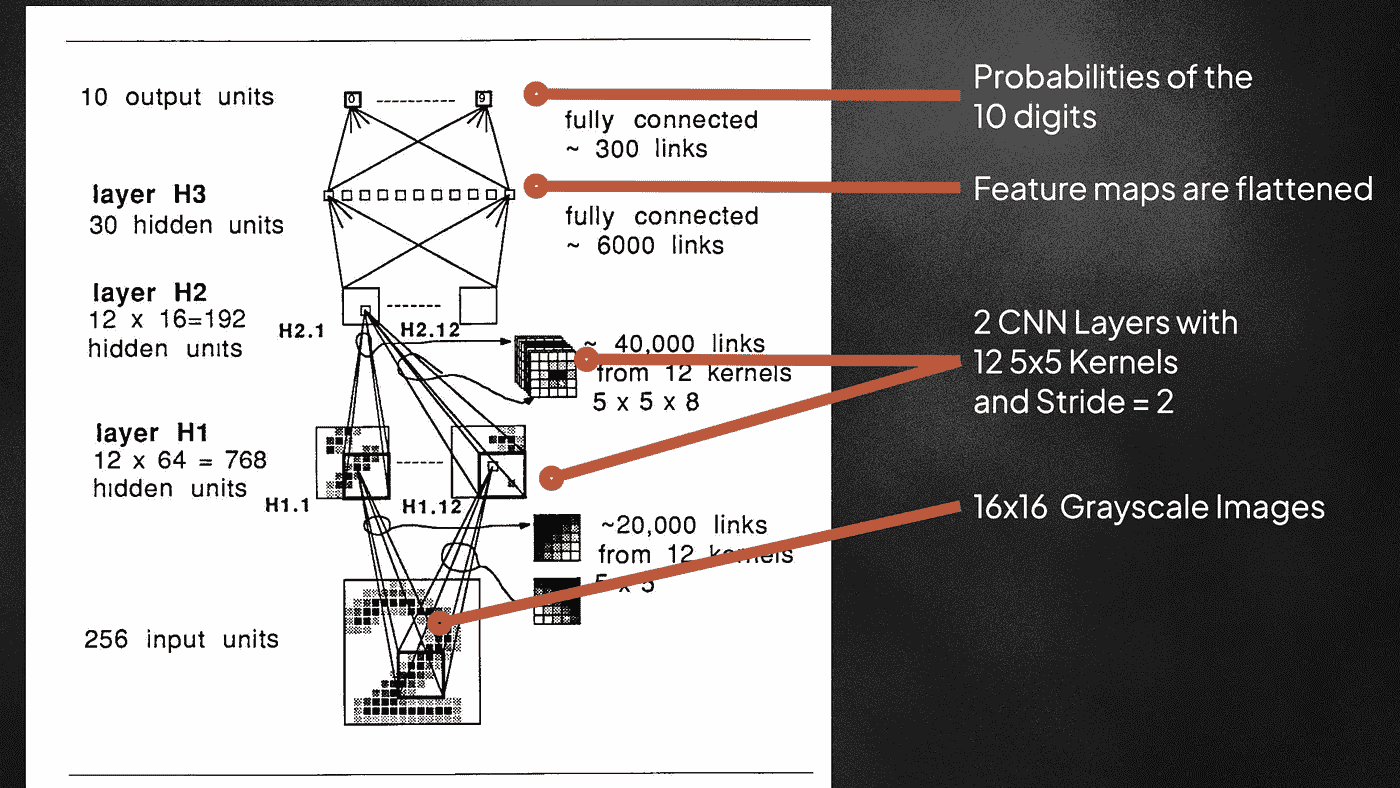 10 output units
0
9
fully connected
~ 300 links
layer H3
30 hidden units
fully connected
~ 6000 links
layer H2
12 x 16=192
hidden units
H2.1
H2.12
~ 40,000 links
from 12 kernels
5 x 5 x 8
layer H1
12 x 64 = 768
hidden units
H1.1
H1.12
~20,000 links
from 12 kernels
5 x 5
256 input units
Probabilities of the
10 digits
Feature maps are flattened
2 CNN Layers with
12 5x5 Kernels
and Stride = 2
16x16 Grayscale Images